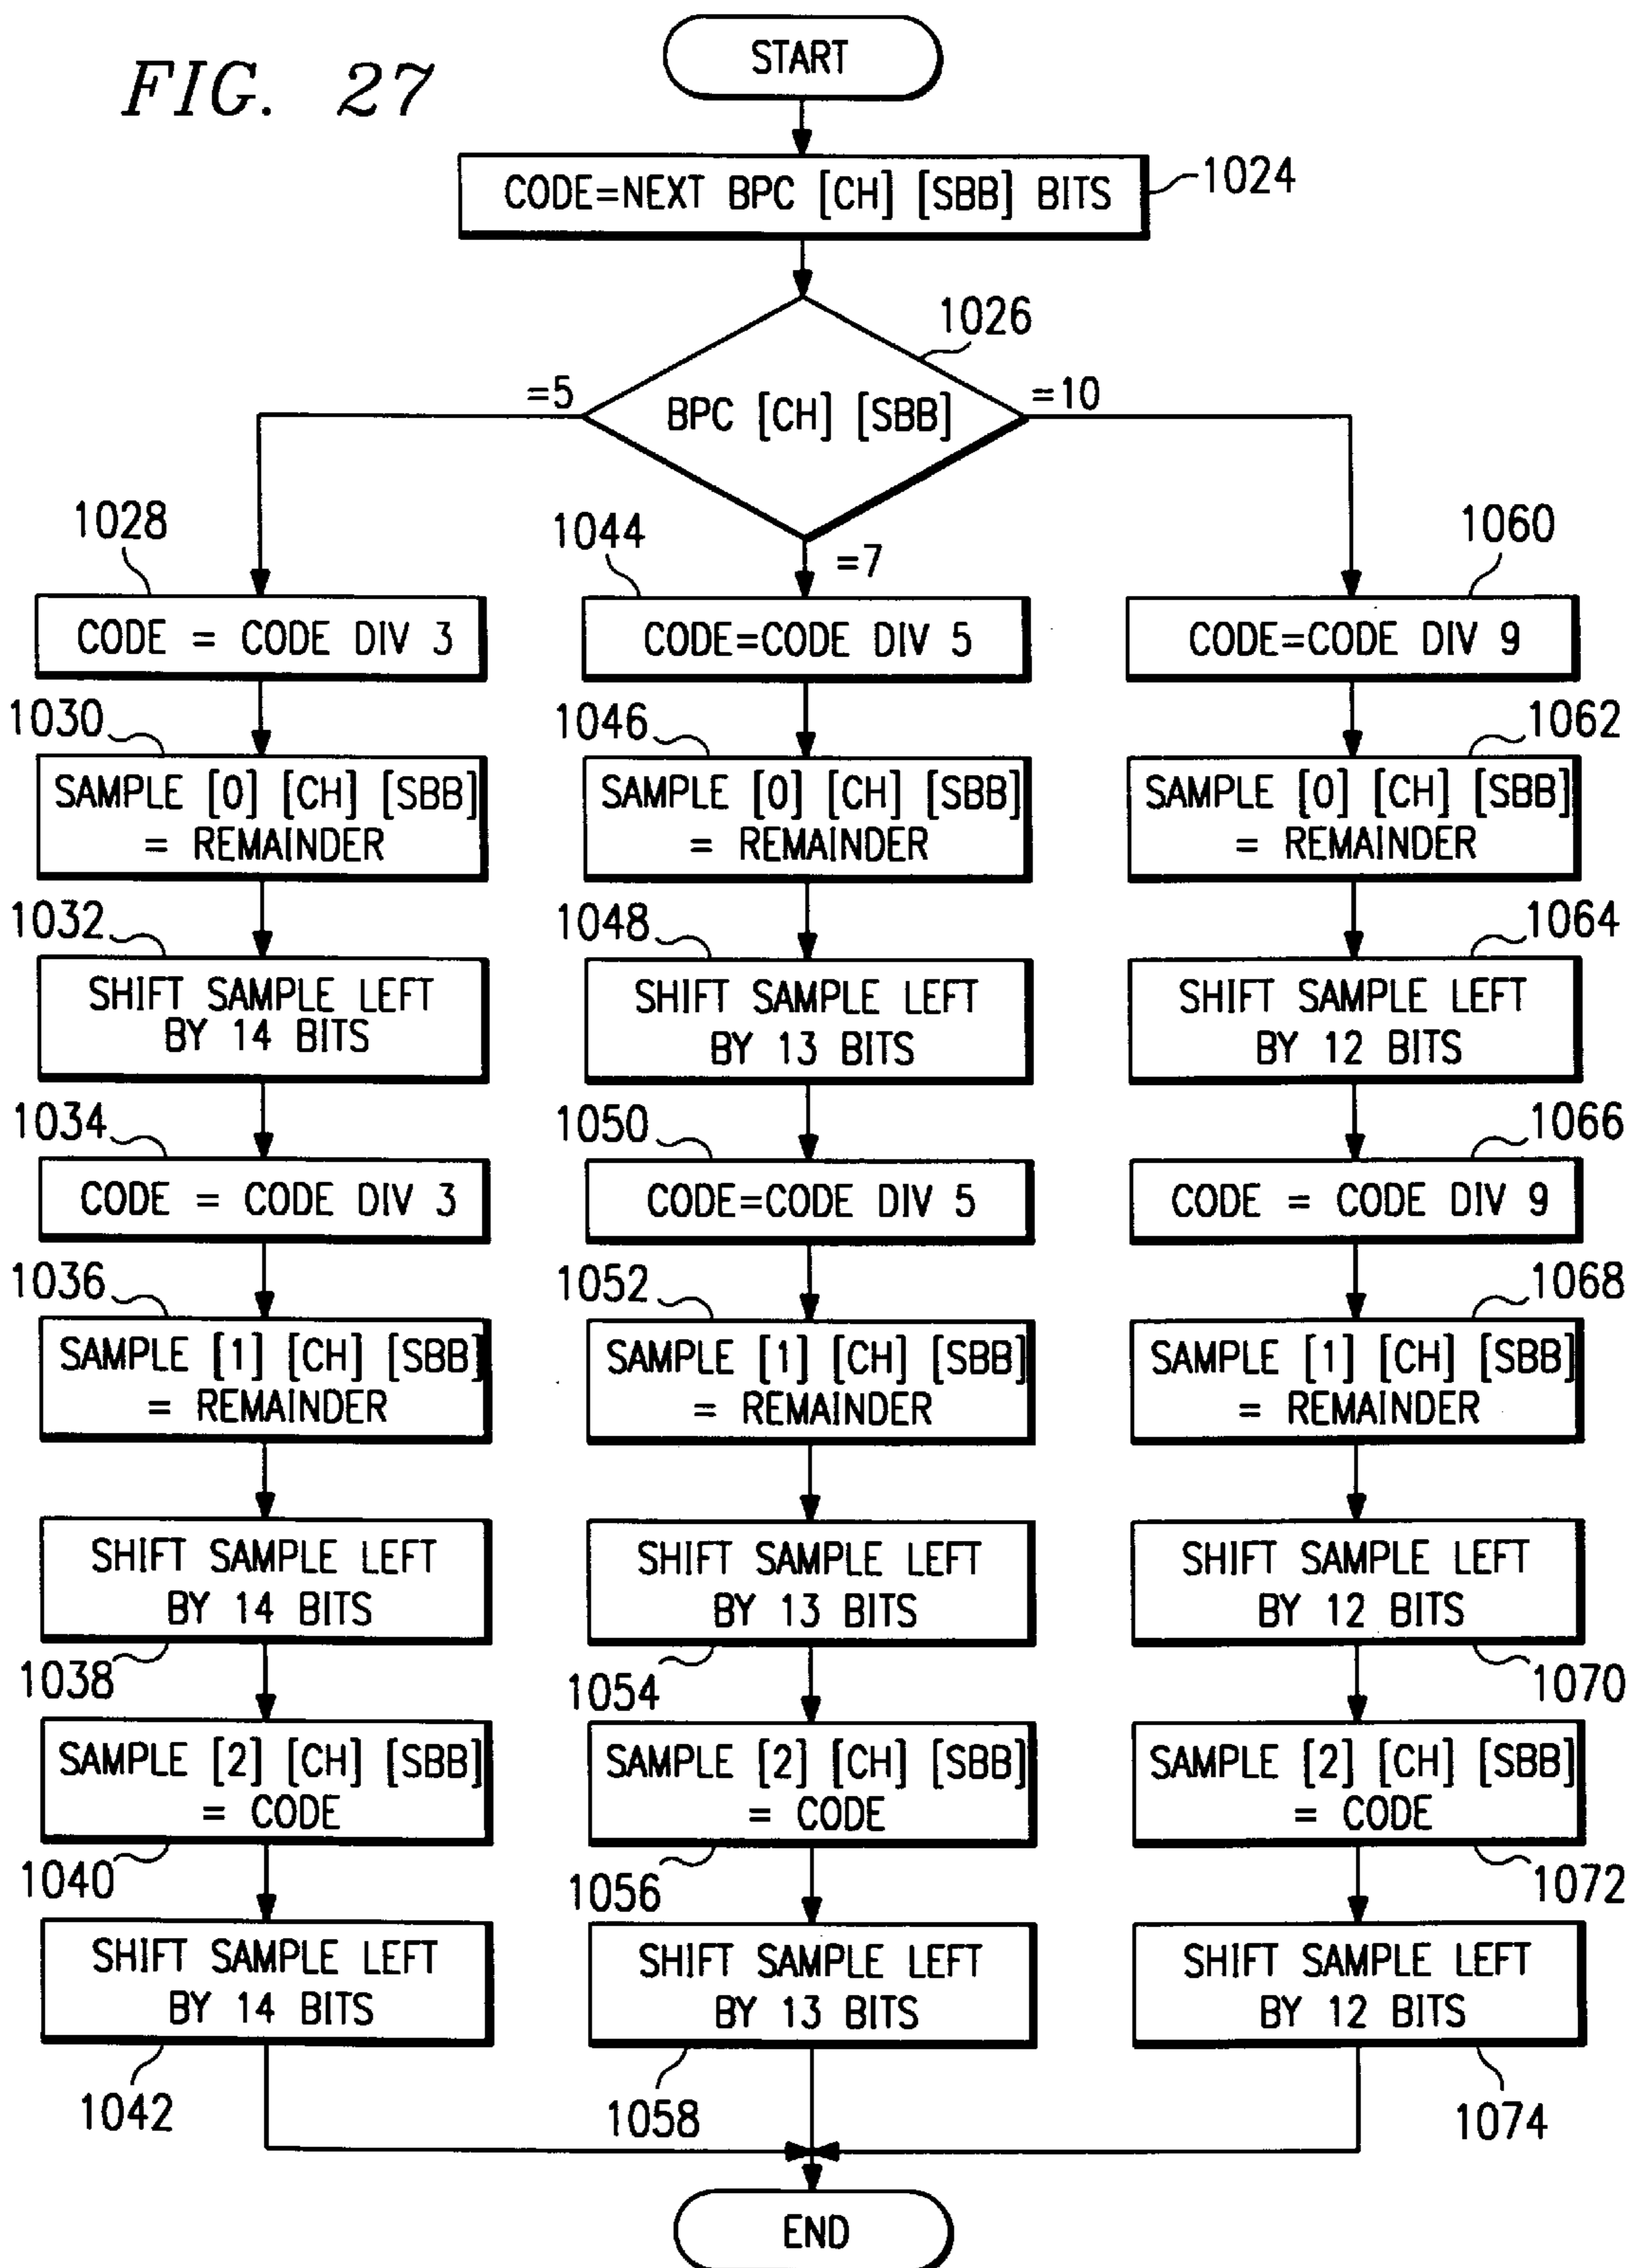 FIG. 27
START
CODE=NEXT BPC [CH] [SBB] BITS
1024
1026
=5
BPC [CH] [SBB]
=10
=7
1028
CODE = CODE DIV 3
1030
SAMPLE [0] [CH] [SBB]
= REMAINDER
1032
SHIFT SAMPLE LEFT
BY 14 BITS
1034
CODE = CODE DIV 3
1036
SAMPLE [1] [CH] [SBB]
= REMAINDER
SHIFT SAMPLE LEFT
BY 14 BITS
1038
SAMPLE [2] [CH] [SBB]
= CODE
1040
SHIFT SAMPLE LEFT
BY 14 BITS
1042
1044
CODE=CODE DIV 5
1046
SAMPLE [0] [CH] [SBB]
= REMAINDER
1048
SHIFT SAMPLE LEFT
BY 13 BITS
1050
CODE=CODE DIV 5
1052
SAMPLE [1] [CH] [SBB]
= REMAINDER
SHIFT SAMPLE LEFT
BY 13 BITS
1054
SAMPLE [2] [CH] [SBB]
= CODE
1056
SHIFT SAMPLE LEFT
BY 13 BITS
1058
1060
CODE=CODE DIV 9
1062
SAMPLE [0] [CH] [SBB]
= REMAINDER
1064
SHIFT SAMPLE LEFT
BY 12 BITS
1066
CODE = CODE DIV 9
1068
SAMPLE [1] [CH] [SBB]
= REMAINDER
SHIFT SAMPLE LEFT
BY 12 BITS
1070
SAMPLE [2] [CH] [SBB]
= CODE
1072
SHIFT SAMPLE LEFT
BY 12 BITS
1074
END